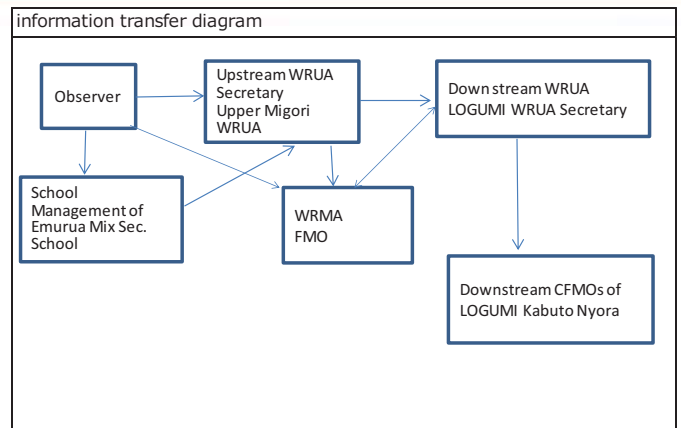 information transfer diagram
Observer
Upstream WRUA
Secretary
Upper Migori
WRUA
Down stream WRUA
LOGUMI WRUA Secretary
School
Management of
Emurua Mix Sec.
School
WRMA
FMO
Downstream CFMOs of
LOGUMI Kabuto Nyora